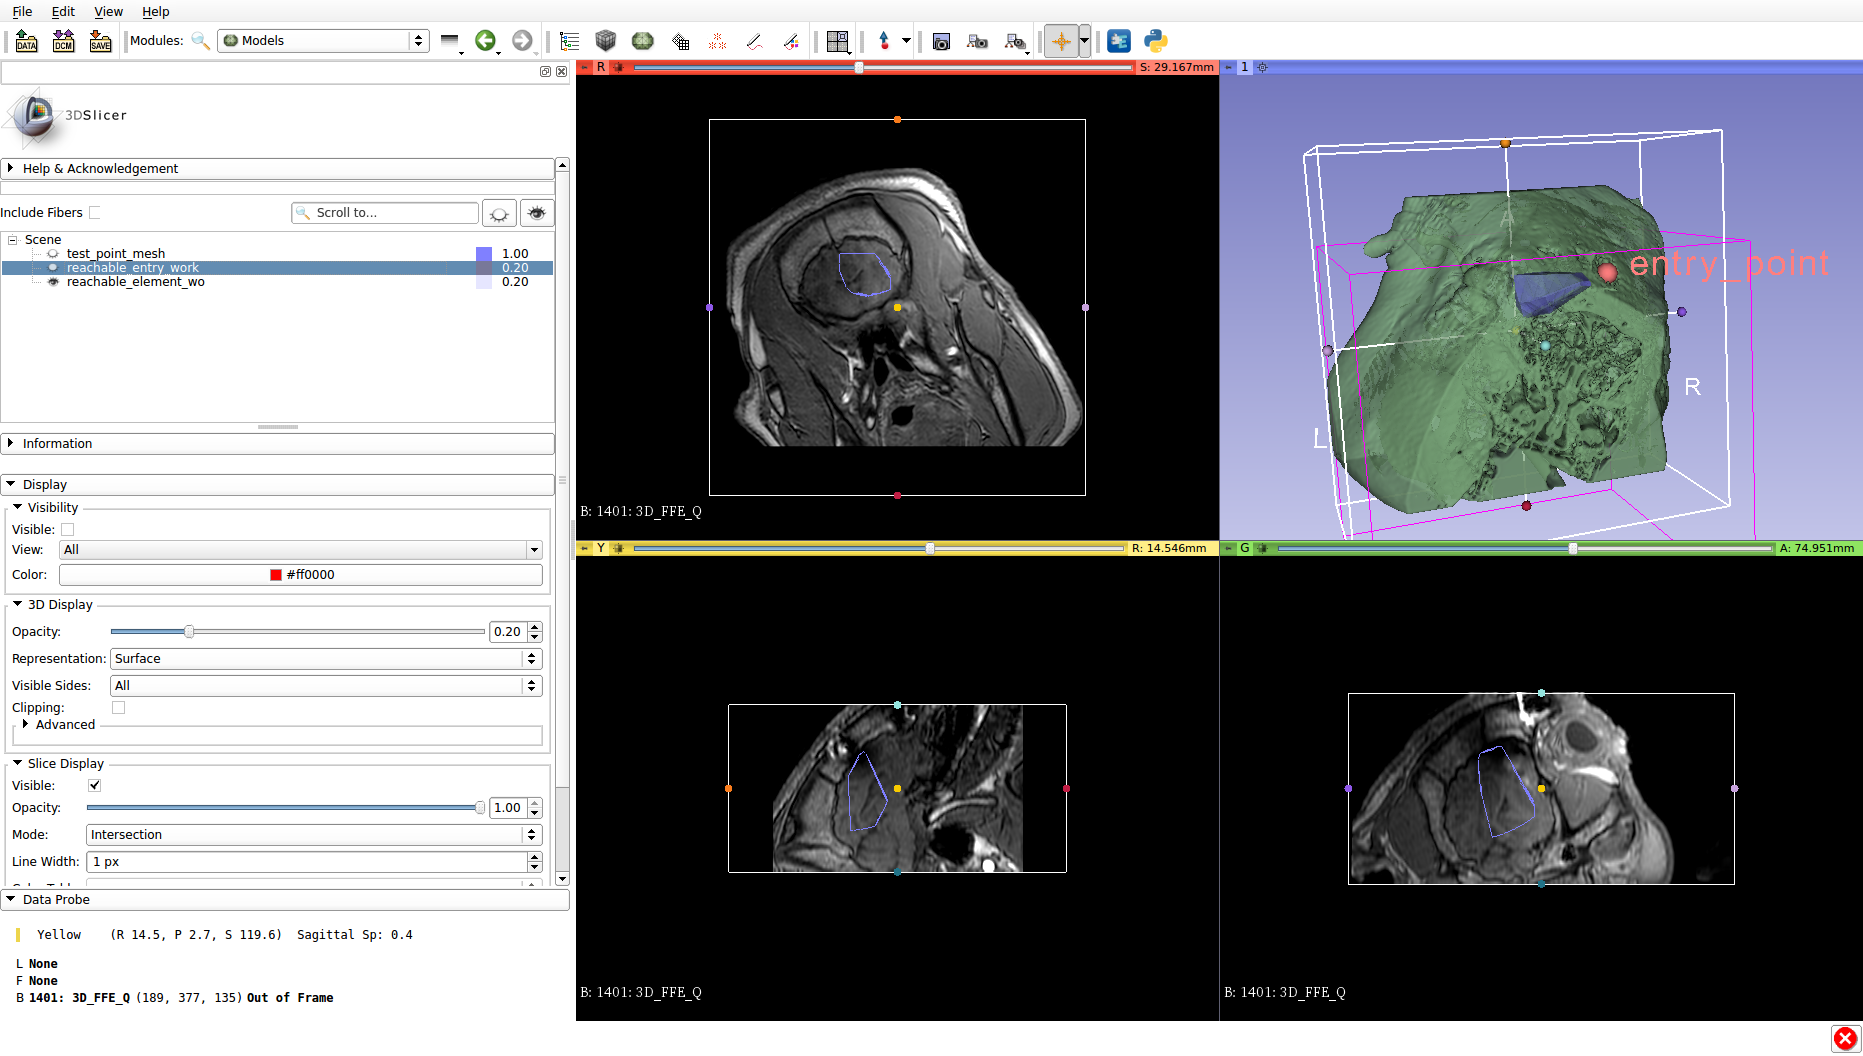 File Edit View Help
DATA DCM SAVE Modules: Models
3DSlicer
Help & Acknowledgement
Include Fibers Scroll to...
Scene
test_point_mesh 1.00
reachable_entry_work 0.20
reachable_element_wo 0.20
Information
Display
Visibility
Visible:
View: All
Color: #ff0000
3D Display
Opacity: 0.20
Representation: Surface
Visible Sides: All
Clipping:
Advanced
Slice Display
Visible:
Opacity: 1.00
Mode: Intersection
Line Width: 1 px
Data Probe
Yellow (R 14.5, P 2.7, S 119.6) Sagittal Sp: 0.4
L None
F None
B 1401: 3D_FFE_Q (189, 377, 135) Out of Frame
R S: 29.167mm
B: 1401: 3D_FFE_Q
1
A
entry_point
R
L
Y R: 14.546mm
B: 1401: 3D_FFE_Q
G A: 74.951mm
B: 1401: 3D_FFE_Q